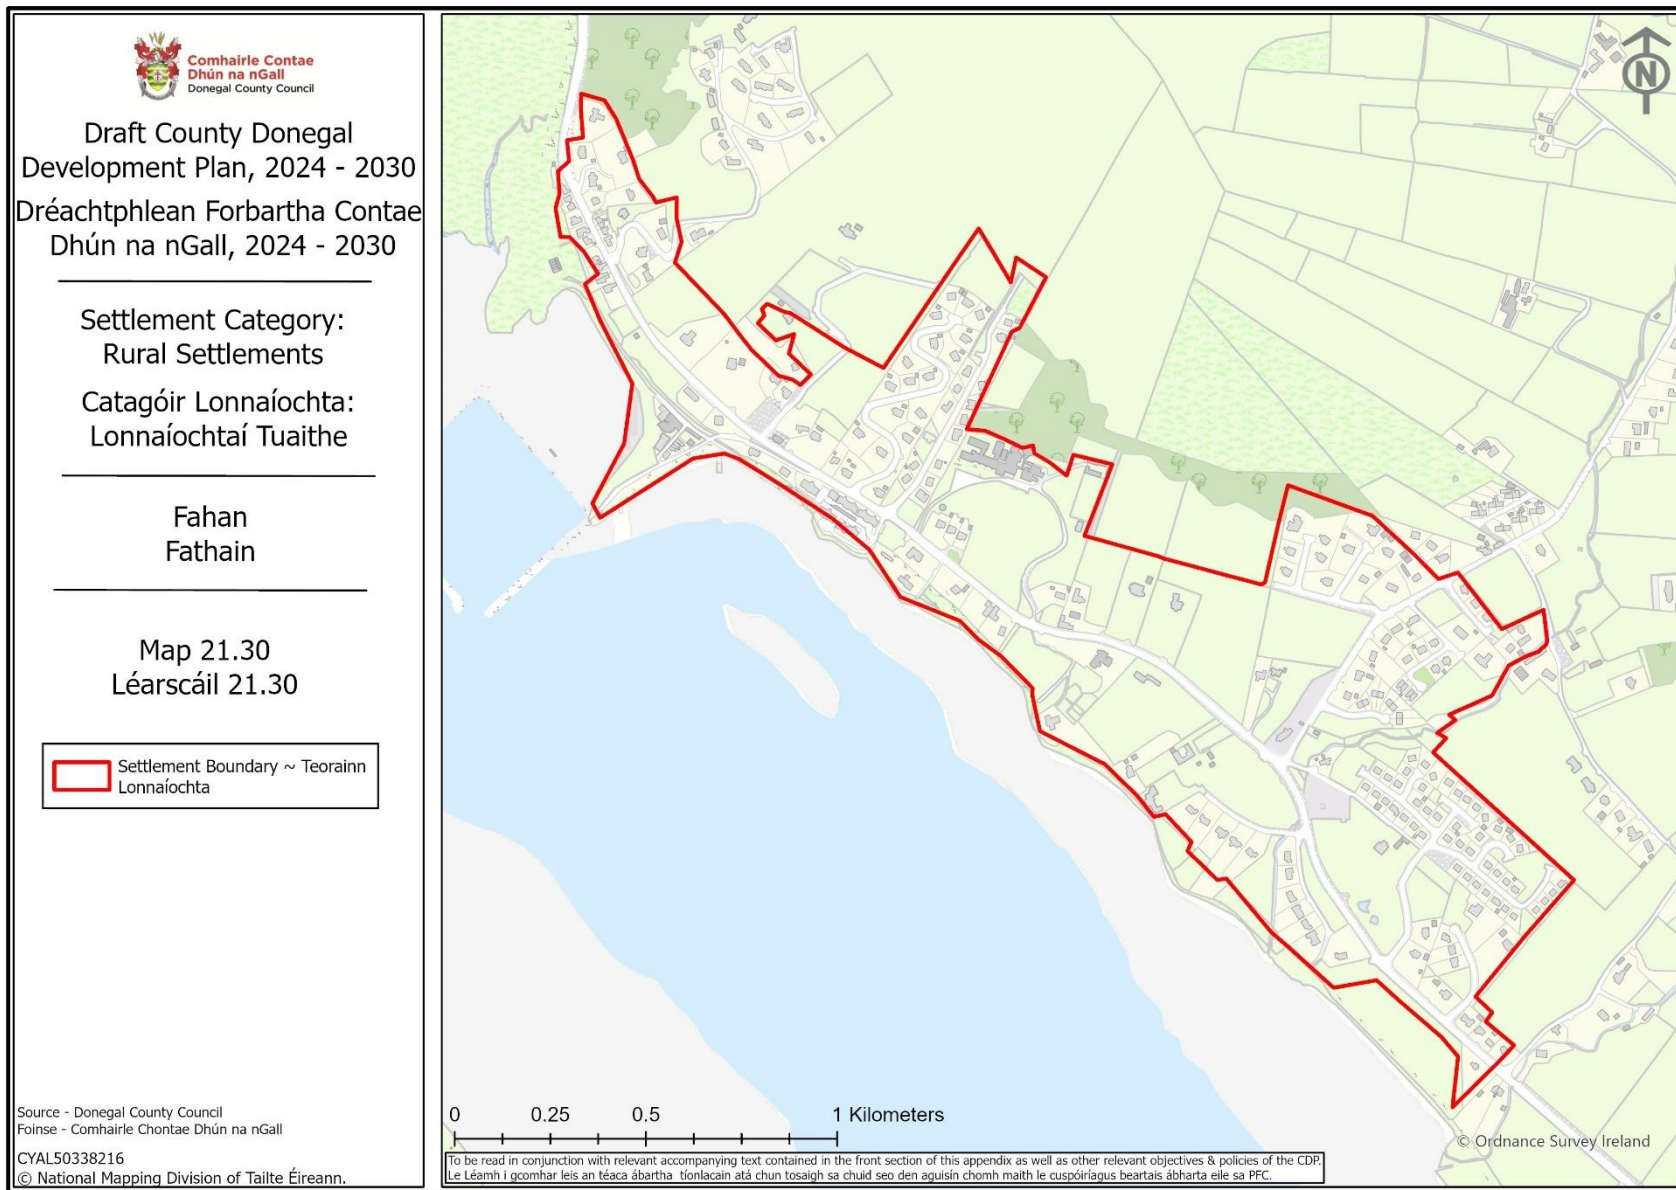 Comhairle Contae
Dhún na nGall
Donegal County Council
Draft County Donegal
Development Plan, 2024 - 2030
Dréachtphlean Forbartha Contae
Dhún na nGall, 2024 - 2030
Settlement Category:
Rural Settlements
Catagóir Lonnaíochta:
Lonnaíochtaí Tuaithe
Fahan
Fathain
Map 21.30
Léarscáil 21.30
Settlement Boundary ~ Teorainn
Lonnaíochta
Source - Donegal County Council
Foinse - Comhairle Chontae Dhún na nGall
CYAL50338216
© National Mapping Division of Tailte Éireann.
N
0 0.25 0.5 1 Kilometers
© Ordnance Survey Ireland
To be read in conjunction with relevant accompanying text contained in the front section of this appendix as well as other relevant objectives & policies of the CDP.
Le Léamh i gcomhar leis an téaca ábartha tíonlacain atá chun tosaigh sa chuid seo den aguisín chomh maith le cuspóiríagus beartais ábharta eile sa PFC.